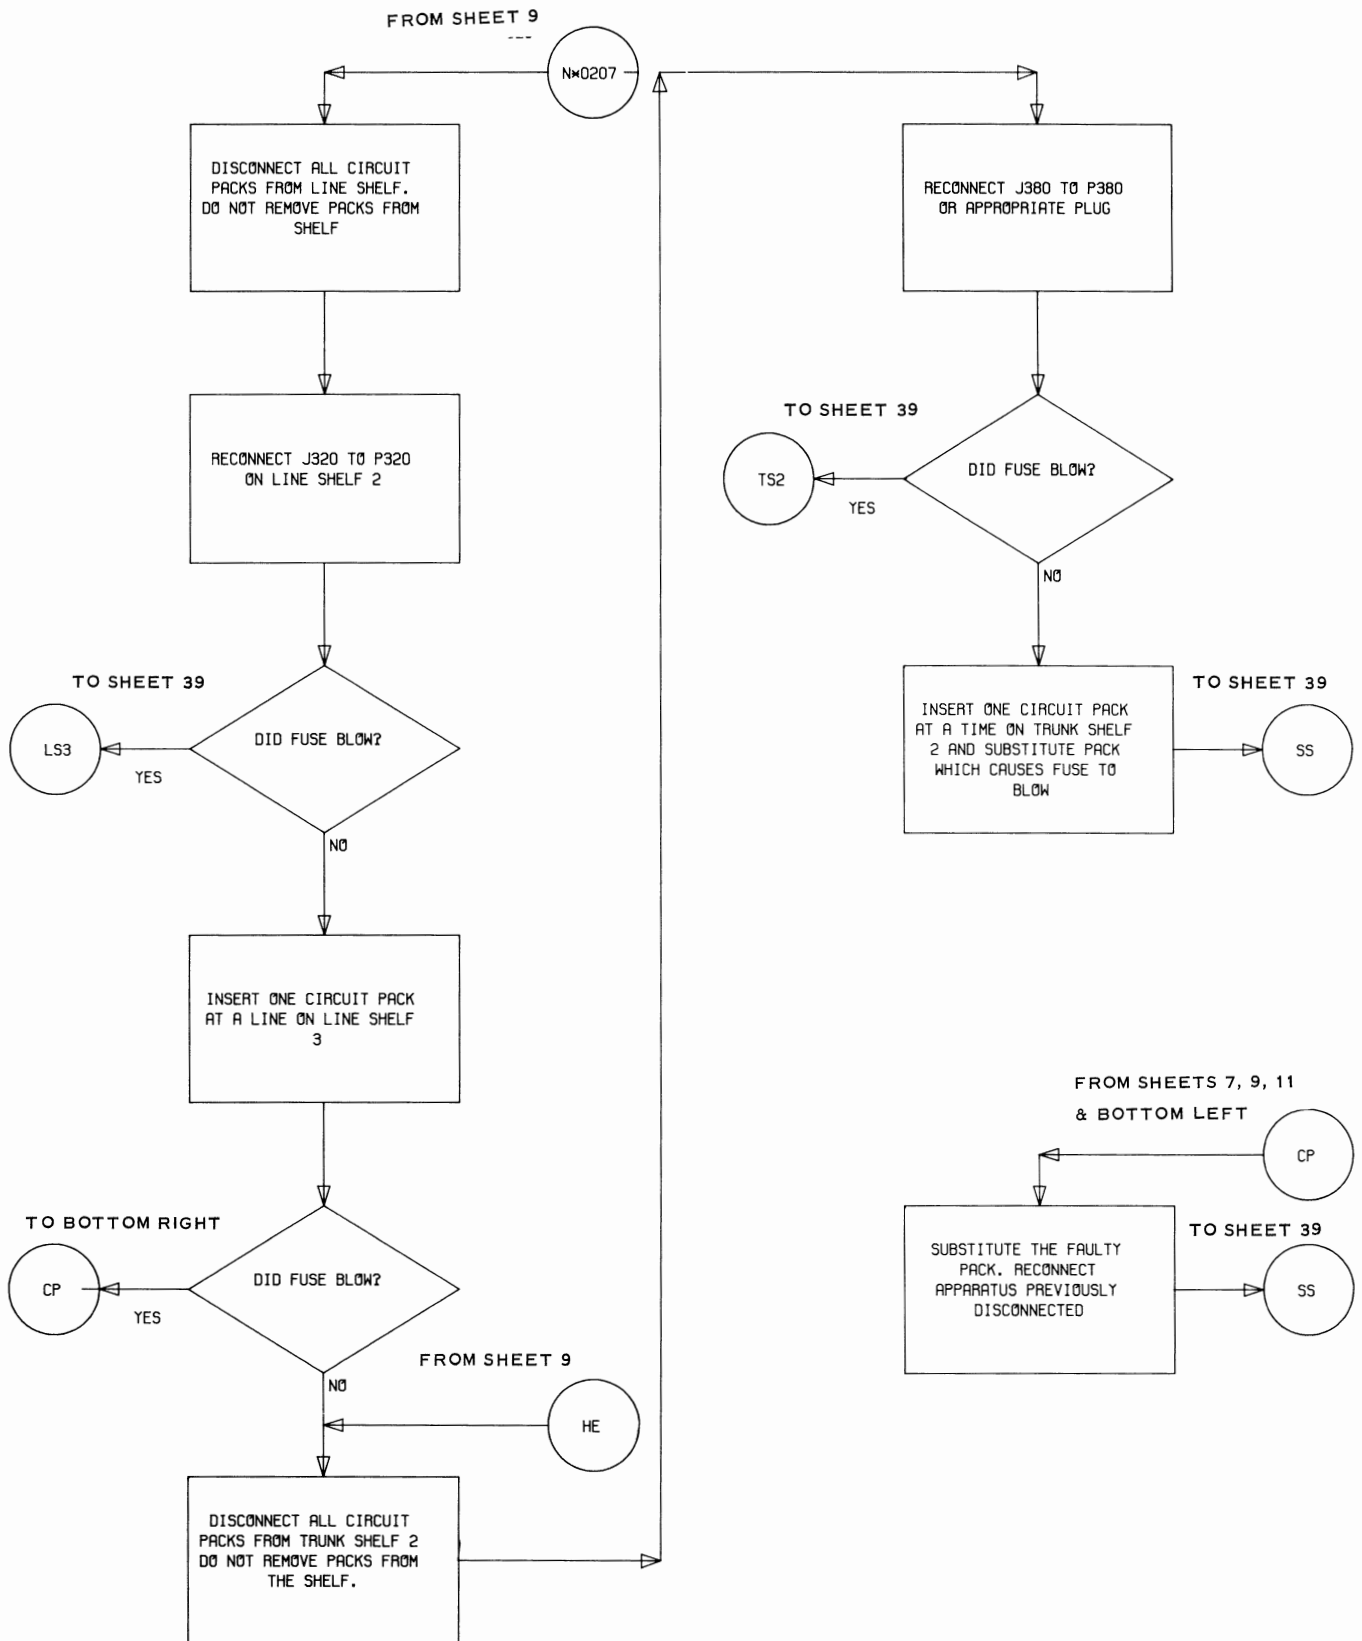 FROM SHEET 9
N*0207
DISCONNECT ALL CIRCUIT
PACKS FROM LINE SHELF.
DO NOT REMOVE PACKS FROM
SHELF
RECONNECT J320 TO P320
ON LINE SHELF 2
TO SHEET 39
LS3
YES
DID FUSE BLOW?
NO
INSERT ONE CIRCUIT PACK
AT A LINE ON LINE SHELF
3
TO BOTTOM RIGHT
CP
YES
DID FUSE BLOW?
NO
FROM SHEET 9
HE
DISCONNECT ALL CIRCUIT
PACKS FROM TRUNK SHELF 2
DO NOT REMOVE PACKS FROM
THE SHELF.
RECONNECT J380 TO P380
OR APPROPRIATE PLUG
TO SHEET 39
TS2
YES
DID FUSE BLOW?
NO
INSERT ONE CIRCUIT PACK
AT A TIME ON TRUNK SHELF
2 AND SUBSTITUTE PACK
WHICH CAUSES FUSE TO
BLOW
TO SHEET 39
SS
FROM SHEETS 7, 9, 11
& BOTTOM LEFT
CP
SUBSTITUTE THE FAULTY
PACK. RECONNECT
APPARATUS PREVIOUSLY
DISCONNECTED
TO SHEET 39
SS